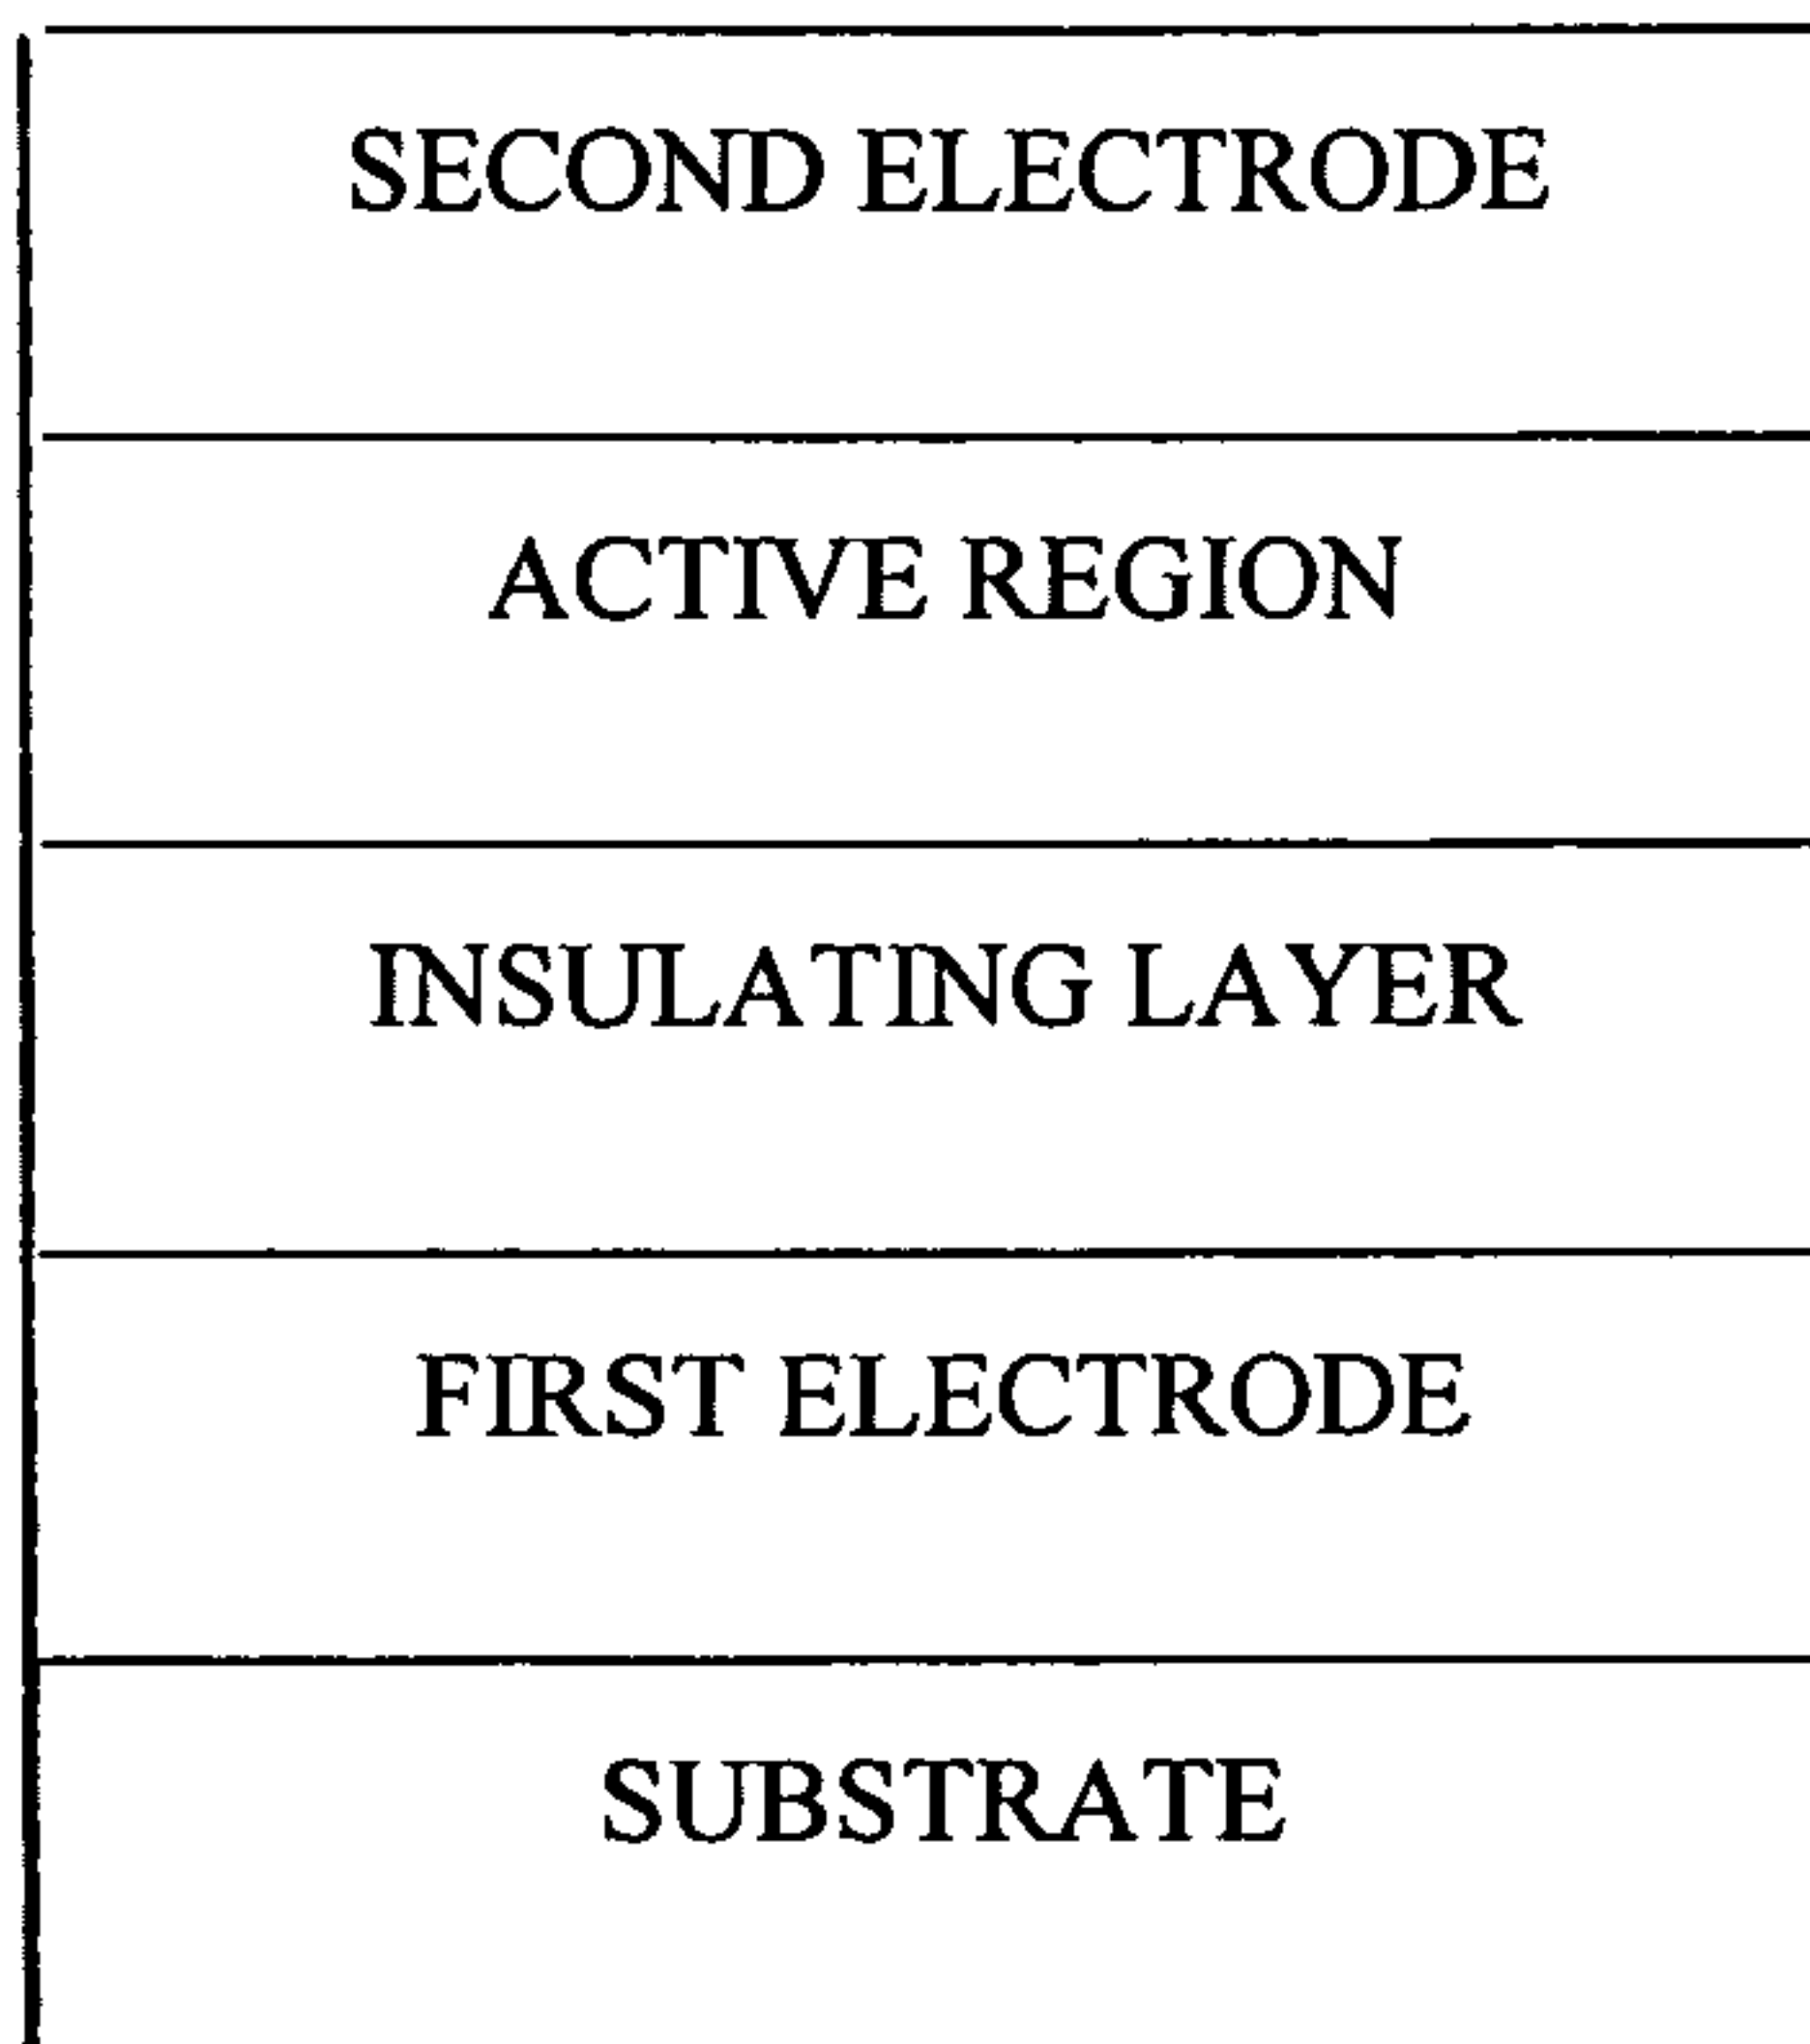 SECOND ELECTRODE
ACTIVE REGION
INSULATING LAYER
FIRST ELECTRODE
SUBSTRATE